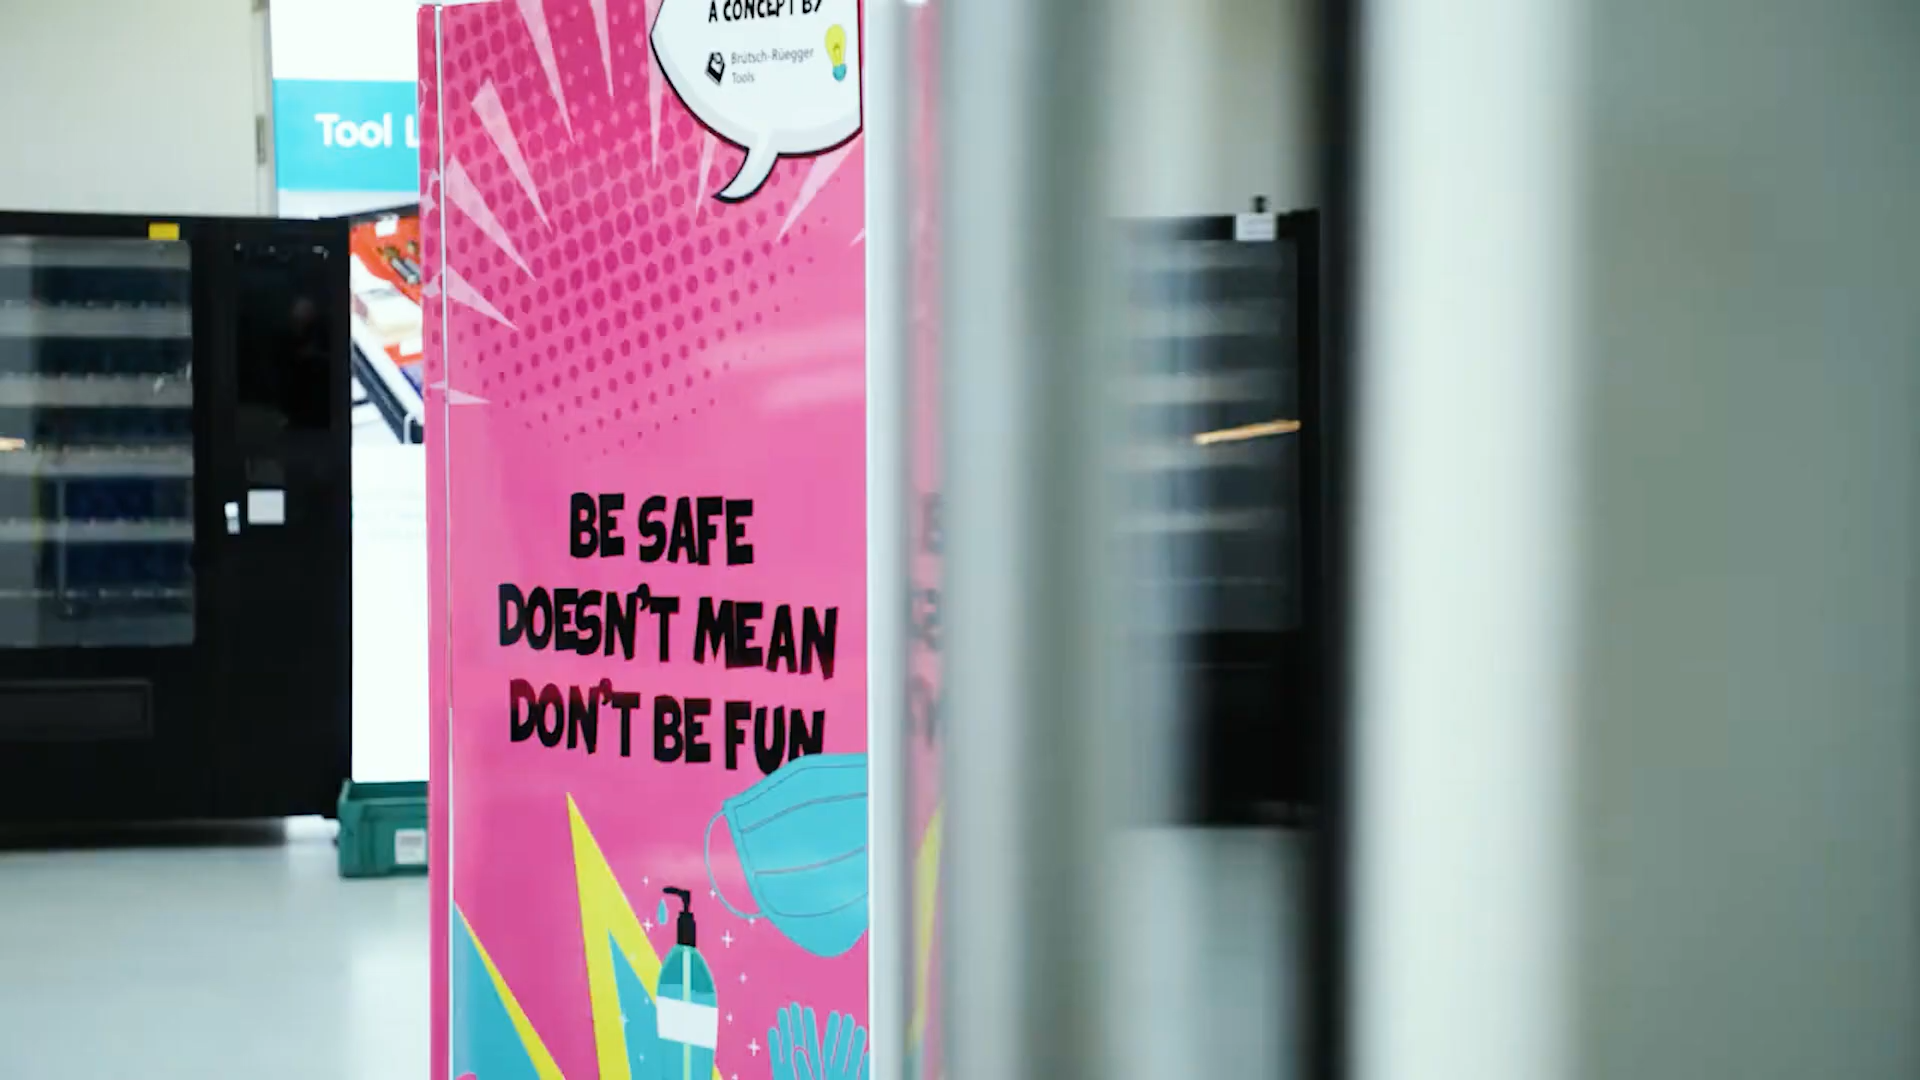 A CONCEPT BY
Brütsch-Rüegger
Tools
Tool L
BE SAFE
DOESN'T MEAN
DON'T BE FUN